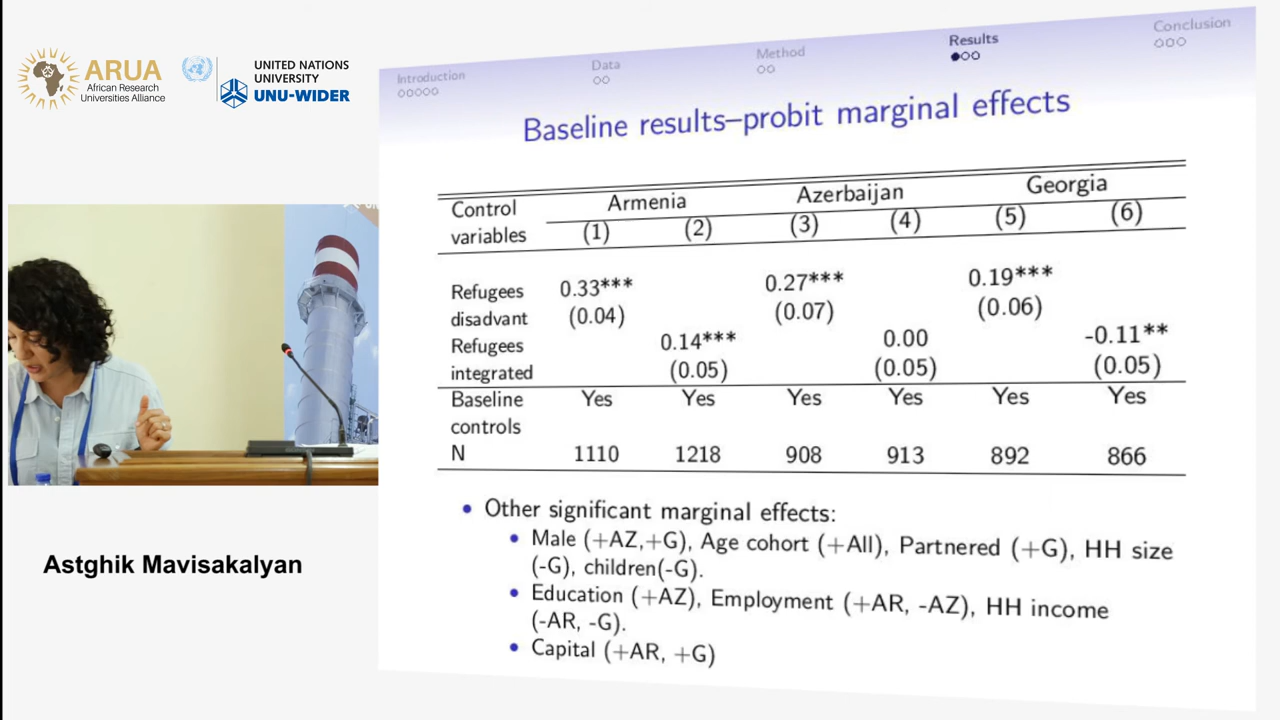 ARUA
African Research
Universities Alliance
UNITED NATIONS
UNIVERSITY
UNU-WIDER
Introduction
Data
Method
Results
Conclusion
Baseline results–probit marginal effects
Control variables
Armenia Azerbaijan Georgia
(1) (2) (3) (4) (5) (6)
Refugees 0.33*** 0.27*** 0.19***
disadvant (0.04) (0.07) (0.06)
Refugees 0.14*** 0.00 -0.11**
integrated (0.05) (0.05) (0.05)
Baseline Yes Yes Yes Yes Yes Yes
controls
N 1110 1218 908 913 892 866
• Other significant marginal effects:
• Male (+AZ,+G), Age cohort (+All), Partnered (+G), HH size
(-G), children(-G).
• Education (+AZ), Employment (+AR, -AZ), HH income
(-AR, -G).
• Capital (+AR, +G)
Astghik Mavisakalyan